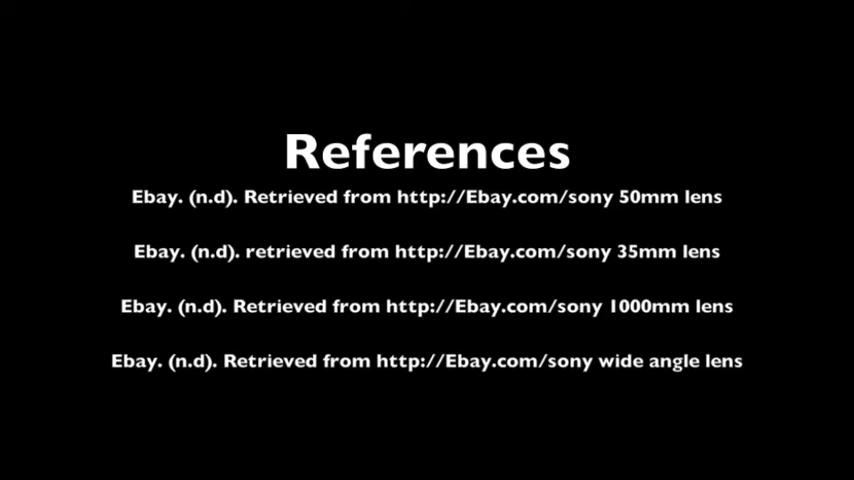 References
Ebay. (n.d). Retrieved from http://Ebay.com/sony 50mm lens
Ebay. (n.d). retrieved from http://Ebay.com/sony 35mm lens
Ebay. (n.d). Retrieved from http://Ebay.com/sony 1000mm lens
Ebay. (n.d). Retrieved from http://Ebay.com/sony wide angle lens